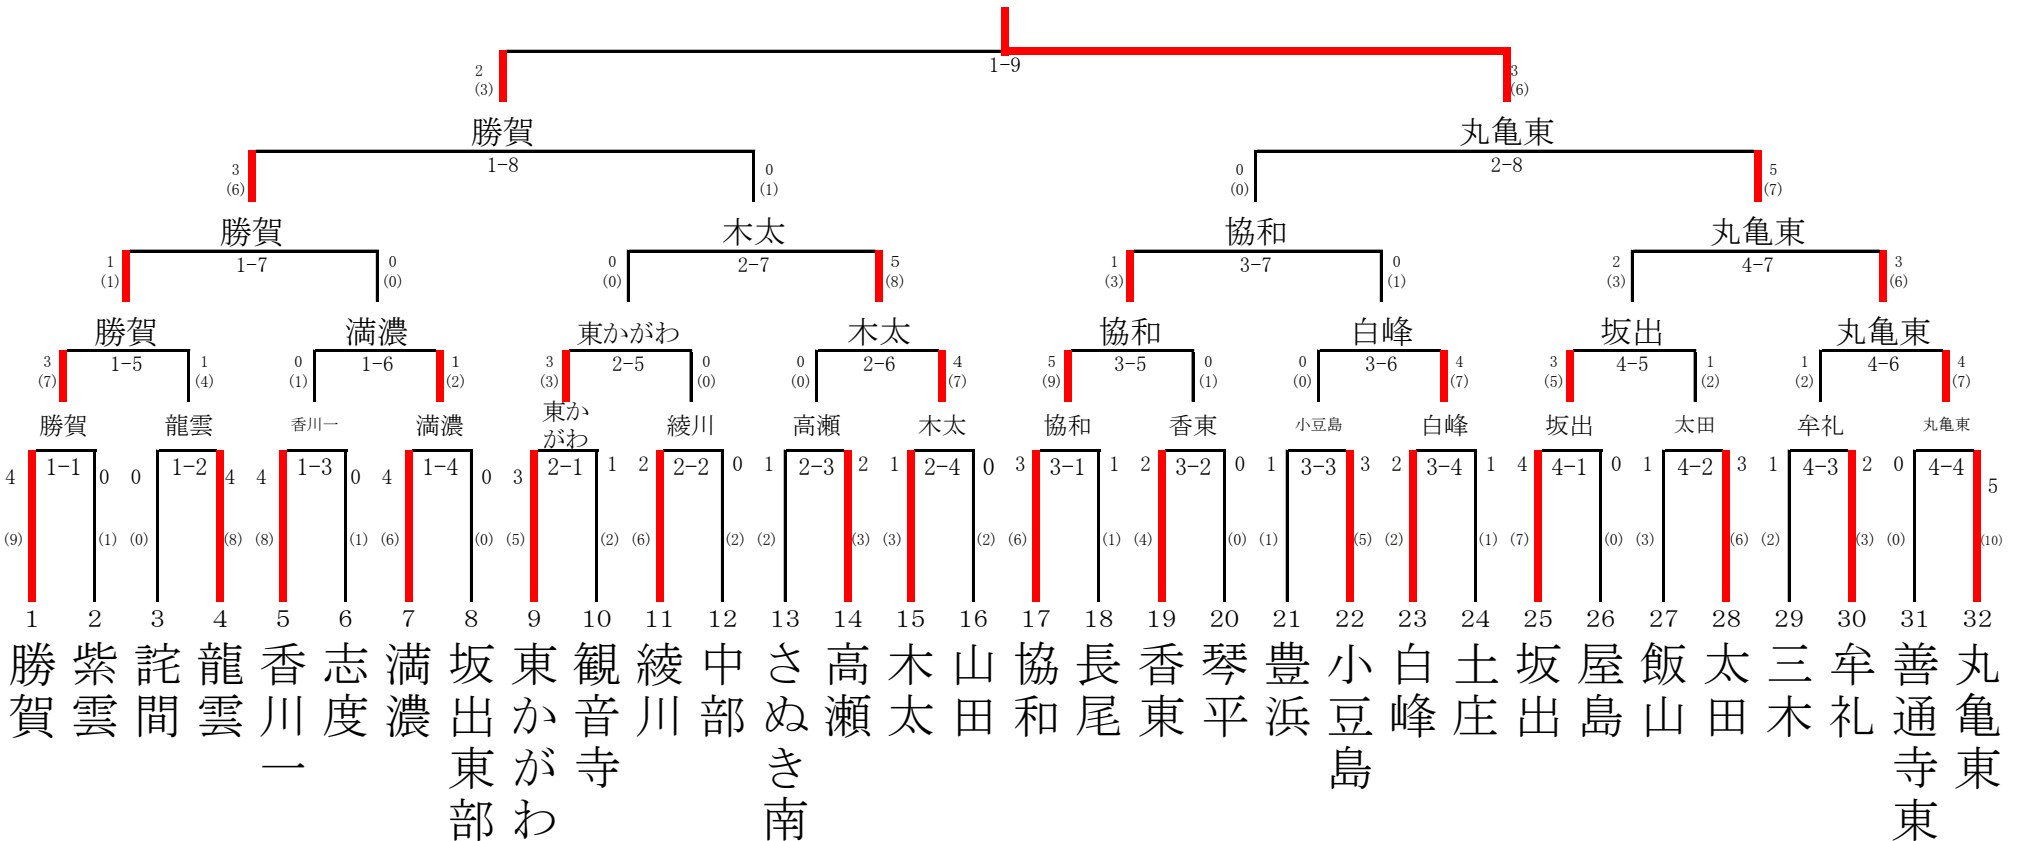 1-9
2 3
(3) (6)
勝賀 丸亀東
1-8 2-8
3 0 0 5
(6) (1) (0) (7)
勝賀 木太 協和 丸亀東
1-7 2-7 3-7 4-7
1 0 0 5 1 0 2 3
(1) (0) (0) (8) (3) (1) (3) (6)
勝賀 満濃 東かがわ 木太 協和 白峰 坂出 丸亀東
1-5 1-6 2-5 2-6 3-5 3-6 4-5 4-6
3 1 0 1 3 0 0 4 5 0 0 4 3 1 1 4
(7) (4) (1) (2) (3) (0) (0) (7) (9) (1) (0) (7) (5) (2) (2) (7)
勝賀 龍雲 香川一 満濃 東かがわ 綾川 高瀬 木太 協和 香東 小豆島 白峰 坂出 太田 牟礼 丸亀東
1-1 1-2 1-3 1-4 2-1 2-2 2-3 2-4 3-1 3-2 3-3 3-4 4-1 4-2 4-3 4-4
4 0 0 4 4 0 4 0 3 1 2 0 1 2 1 0 3 1 2 0 1 3 2 1 4 0 1 3 1 2 0 5
(9) (1) (0) (8) (8) (1) (6) (0) (5) (2) (6) (2) (2) (3) (3) (2) (6) (1) (4) (0) (1) (5) (2) (1) (7) (0) (3) (6) (2) (3) (0) (10)
1 2 3 4 5 6 7 8 9 10 11 12 13 14 15 16 17 18 19 20 21 22 23 24 25 26 27 28 29 30 31 32
勝賀
紫雲
詫間
龍雲
香川一
志度
満濃
坂出東部
東かがわ
観音寺
綾川
中部
さぬき南
高瀬
木太
山田
協和
長尾
香東
琴平
豊浜
小豆島
白峰
土庄
坂出
屋島
飯山
太田
三木
牟礼
善通寺東
丸亀東